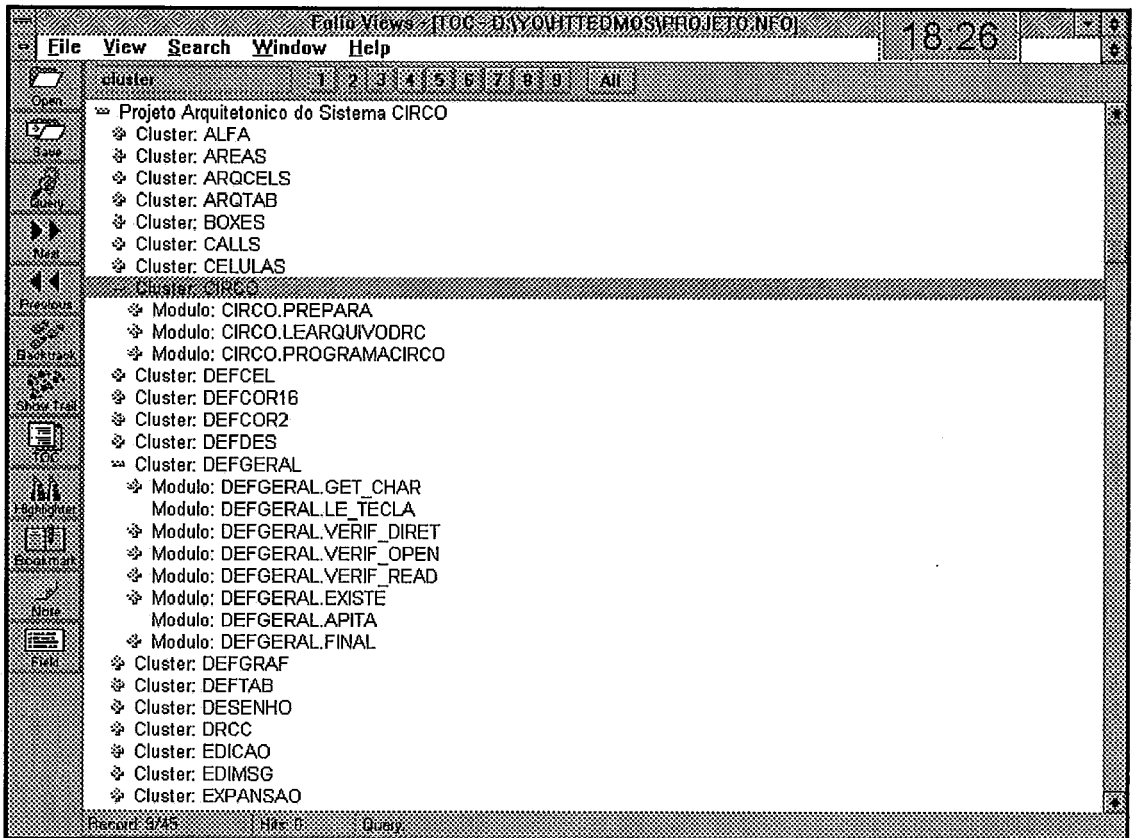 Folio Views - [TOC - D:\YO\HTTEDMOS\PROJETO.NFO]
18:26
File View Search Window Help
cluster 1 2 3 4 5 6 7 8 9 All
Open
Save
Query
Next
Previous
Backtrack
Show Trail
TOC
Highlighter
Bookmark
Note
Field
Projeto Arquitetonico do Sistema CIRCO
Cluster: ALFA
Cluster: AREAS
Cluster: ARQCELS
Cluster: ARQTAB
Cluster: BOXES
Cluster: CALLS
Cluster: CELULAS
Cluster: CIRCO
Modulo: CIRCO.PREPARA
Modulo: CIRCO.LEARQUIVODRC
Modulo: CIRCO.PROGRAMACIRCO
Cluster: DEFCEL
Cluster: DEFCOR16
Cluster: DEFCOR2
Cluster: DEFDES
Cluster: DEFGERAL
Modulo: DEFGERAL.GET_CHAR
Modulo: DEFGERAL.LE_TECLA
Modulo: DEFGERAL.VERIF_DIRET
Modulo: DEFGERAL.VERIF_OPEN
Modulo: DEFGERAL.VERIF_READ
Modulo: DEFGERAL.EXISTE
Modulo: DEFGERAL.APITA
Modulo: DEFGERAL.FINAL
Cluster: DEFGRAF
Cluster: DEFTAB
Cluster: DESENHO
Cluster: DRCC
Cluster: EDICAO
Cluster: EDIMSG
Cluster: EXPANSAO
Record: 9/45 Hits: 0 Query: